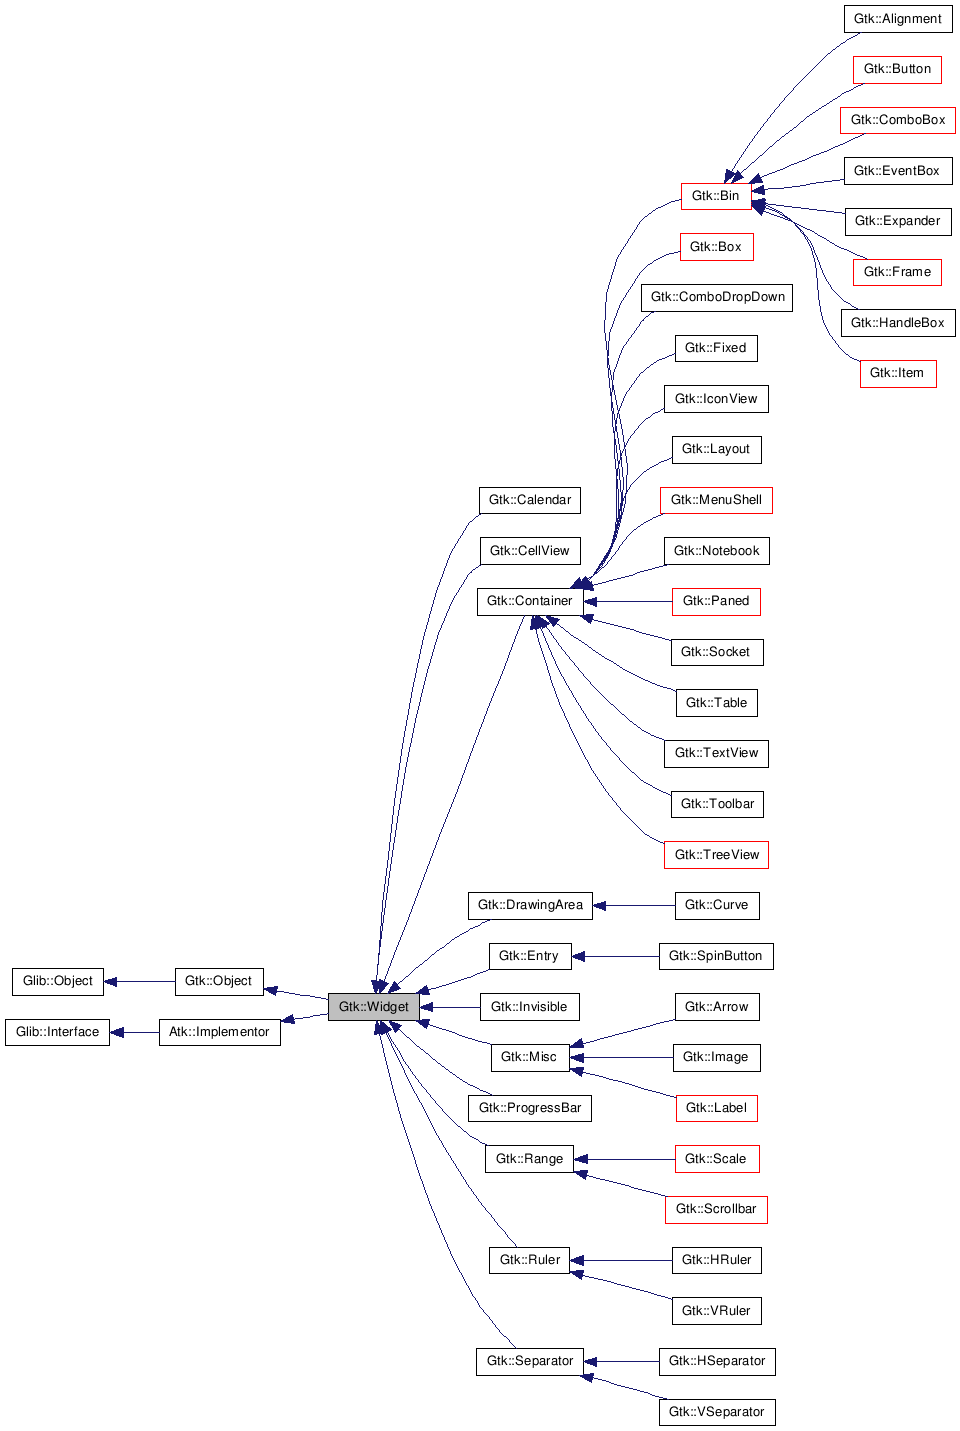 Gtk::Alignment
Gtk::Button
Gtk::ComboBox
Gtk::EventBox
Gtk::Bin
Gtk::Expander
Gtk::Box
Gtk::Frame
Gtk::ComboDropDown
Gtk::HandleBox
Gtk::Fixed
Gtk::Item
Gtk::IconView
Gtk::Layout
Gtk::Calendar
Gtk::MenuShell
Gtk::CellView
Gtk::Notebook
Gtk::Container
Gtk::Paned
Gtk::Socket
Gtk::Table
Gtk::TextView
Gtk::Toolbar
Gtk::TreeView
Gtk::DrawingArea
Gtk::Curve
Gtk::Entry
Gtk::SpinButton
Glib::Object
Gtk::Object
Gtk::Widget
Gtk::Invisible
Gtk::Arrow
Glib::Interface
Atk::Implementor
Gtk::Misc
Gtk::Image
Gtk::ProgressBar
Gtk::Label
Gtk::Range
Gtk::Scale
Gtk::Scrollbar
Gtk::Ruler
Gtk::HRuler
Gtk::VRuler
Gtk::Separator
Gtk::HSeparator
Gtk::VSeparator